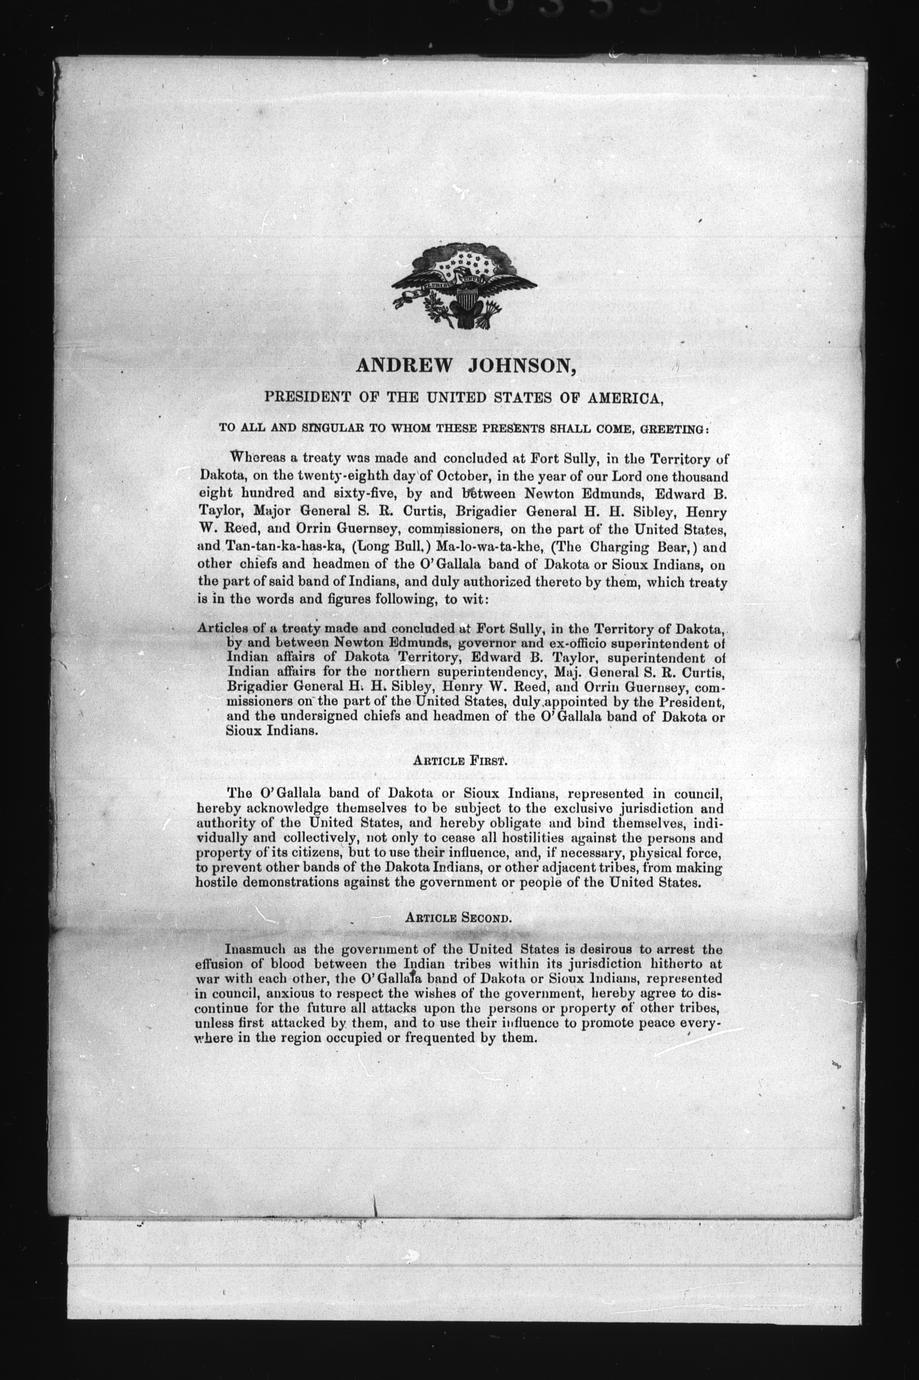 ANDREW JOHNSON,
PRESIDENT OF THE UNITED STATES OF AMERICA,
TO ALL AND SINGULAR TO WHOM THESE PRESENTS SHALL COME, GREETING:
Whereas a treaty was made and concluded at Fort Sully, in the Territory of
Dakota, on the twenty-eighth day of October, in the year of our Lord one thousand
eight hundred and sixty-five, by and between Newton Edmunds, Edward B.
Taylor, Major General S. R. Curtis, Brigadier General H. H. Sibley, Henry
W. Reed, and Orrin Guernsey, commissioners, on the part of the United States,
and Tan-tan-ka-has-ka, (Long Bull,) Ma-lo-wa-ta-khe, (The Charging Bear,) and
other chiefs and headmen of the O'Gallala band of Dakota or Sioux Indians, on
the part of said band of Indians, and duly authorized thereto by them, which treaty
is in the words and figures following, to wit:
Articles of a treaty made and concluded at Fort Sully, in the Territory of Dakota,
by and between Newton Edmunds, governor and ex-officio superintendent of
Indian affairs of Dakota Territory, Edward B. Taylor, superintendent of
Indian affairs for the northern superintendency, Maj. General S. R. Curtis,
Brigadier General H. H. Sibley, Henry W. Reed, and Orrin Guernsey, com-
missioners on the part of the United States, duly appointed by the President,
and the undersigned chiefs and headmen of the O'Gallala band of Dakota or
Sioux Indians.
ARTICLE FIRST.
The O'Gallala band of Dakota or Sioux Indians, represented in council,
hereby acknowledge themselves to be subject to the exclusive jurisdiction and
authority of the United States, and hereby obligate and bind themselves, indi-
vidually and collectively, not only to cease all hostilities against the persons and
property of its citizens, but to use their influence, and, if necessary, physical force,
to prevent other bands of the Dakota Indians, or other adjacent tribes, from making
hostile demonstrations against the government or people of the United States.
ARTICLE SECOND.
Inasmuch as the government of the United States is desirous to arrest the
effusion of blood between the Indian tribes within its jurisdiction hitherto at
war with each other, the O'Gallala band of Dakota or Sioux Indians, represented
in council, anxious to respect the wishes of the government, hereby agree to dis-
continue for the future all attacks upon the persons or property of other tribes,
unless first attacked by them, and to use their influence to promote peace every-
where in the region occupied or frequented by them.